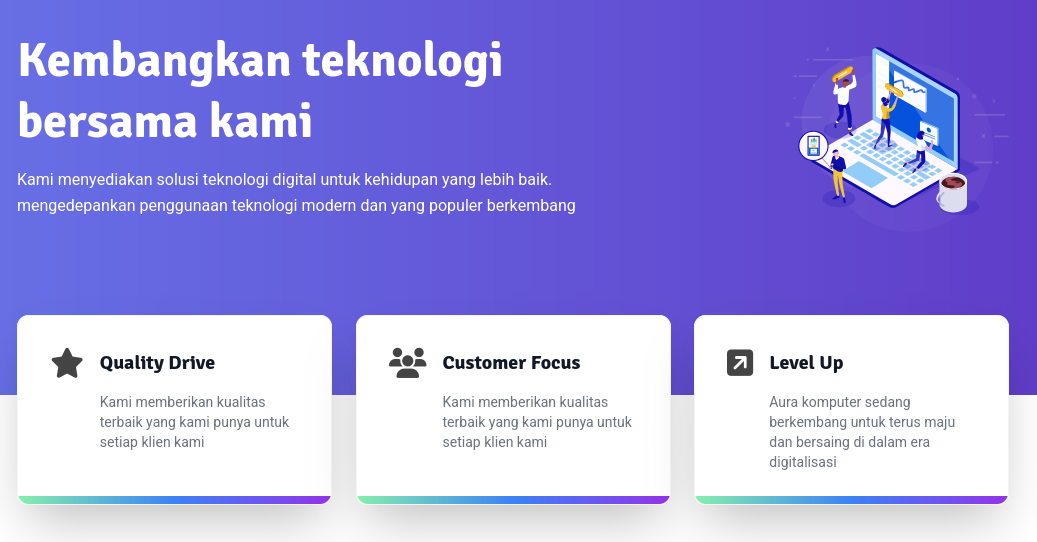 Kembangkan teknologi
bersama kami
Kami menyediakan solusi teknologi digital untuk kehidupan yang lebih baik.
mengedepankan penggunaan teknologi modern dan yang populer berkembang
Quality Drive
Kami memberikan kualitas
terbaik yang kami punya untuk
setiap klien kami
Customer Focus
Kami memberikan kualitas
terbaik yang kami punya untuk
setiap klien kami
Level Up
Aura komputer sedang
berkembang untuk terus maju
dan bersaing di dalam era
digitalisasi